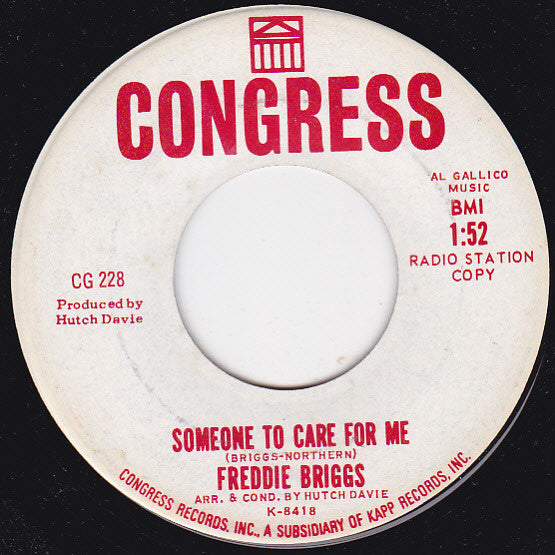 CONGRESS
AL GALLICO
MUSIC
BMI
1:52
RADIO STATION
COPY
CG 228
Produced by
Hutch Davie
SOMEONE TO CARE FOR ME
(BRIGGS-NORTHERN)
FREDDIE BRIGGS
ARR. & COND. BY HUTCH DAVIE
K-8418
CONGRESS RECORDS, INC., A SUBSIDIARY OF KAPP RECORDS, INC.